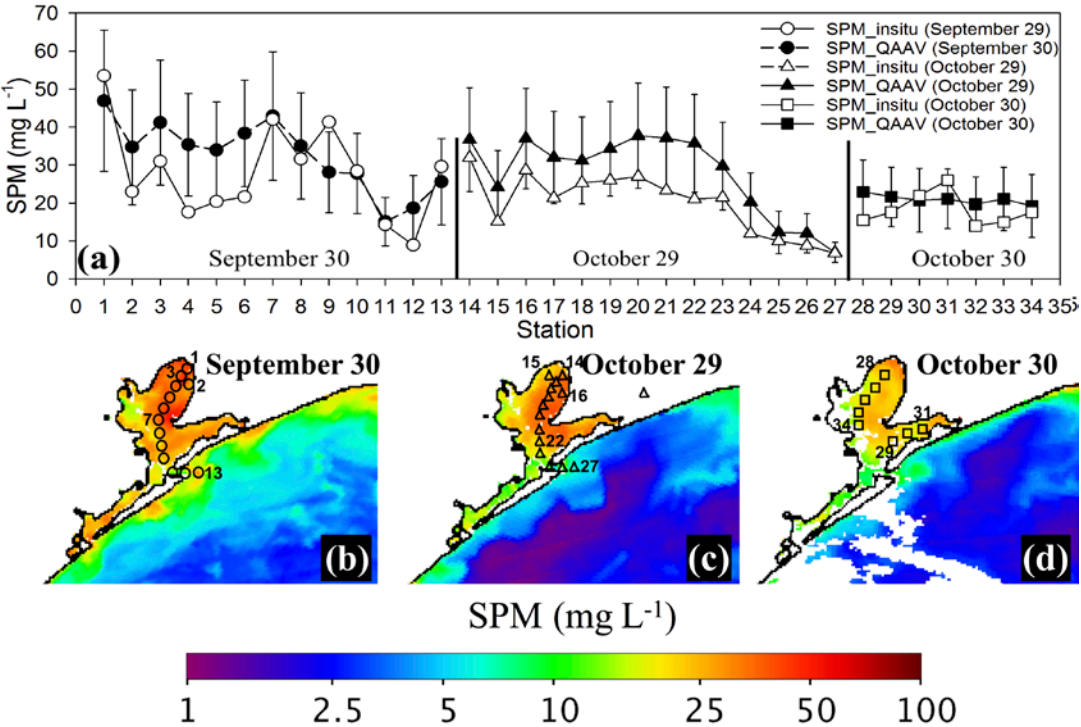 70
60
50
40
30
20
10
0
SPM (mg L-1)
SPM_insitu (September 29)
SPM_QAAV (September 30)
SPM_insitu (October 29)
SPM_QAAV (October 29)
SPM_insitu (October 30)
SPM_QAAV (October 30)
(a)
September 30
October 29
October 30
0 1 2 3 4 5 6 7 8 9 10 11 12 13 14 15 16 17 18 19 20 21 22 23 24 25 26 27 28 29 30 31 32 33 34 35
Station
September 30
1
3
2
7
13
(b)
October 29
15
14
16
22
27
(c)
October 30
28
31
34
29
(d)
SPM (mg L-1)
1 2.5 5 10 25 50 100